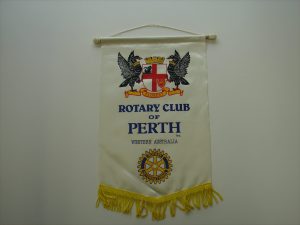 ROTARY CLUB
OF
PERTH
WESTERN AUSTRALIA